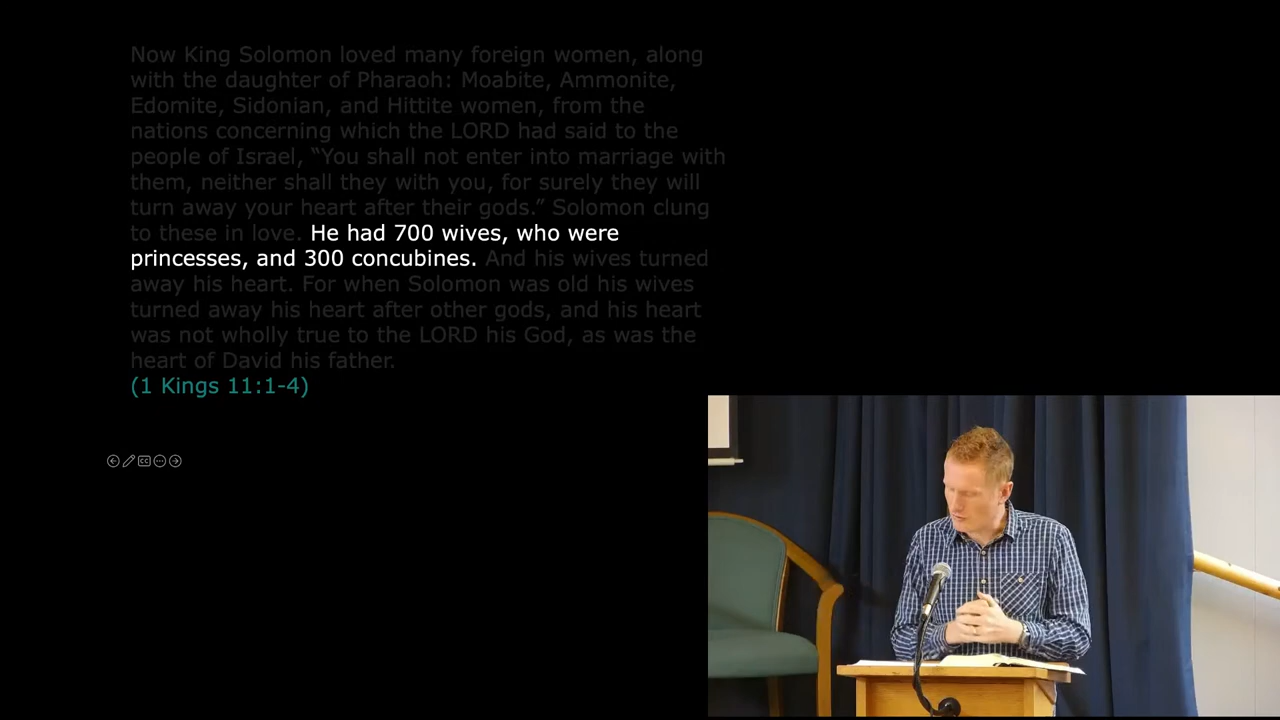 Now King Solomon loved many foreign women, along
with the daughter of Pharaoh: Moabite, Ammonite,
Edomite, Sidonian, and Hittite women, from the
nations concerning which the LORD had said to the
people of Israel, “You shall not enter into marriage with
them, neither shall they with you, for surely they will
turn away your heart after their gods.” Solomon clung
to these in love. He had 700 wives, who were
princesses, and 300 concubines. And his wives turned
away his heart. For when Solomon was old his wives
turned away his heart after other gods, and his heart
was not wholly true to the LORD his God, as was the
heart of David his father.
(1 Kings 11:1-4)
CC